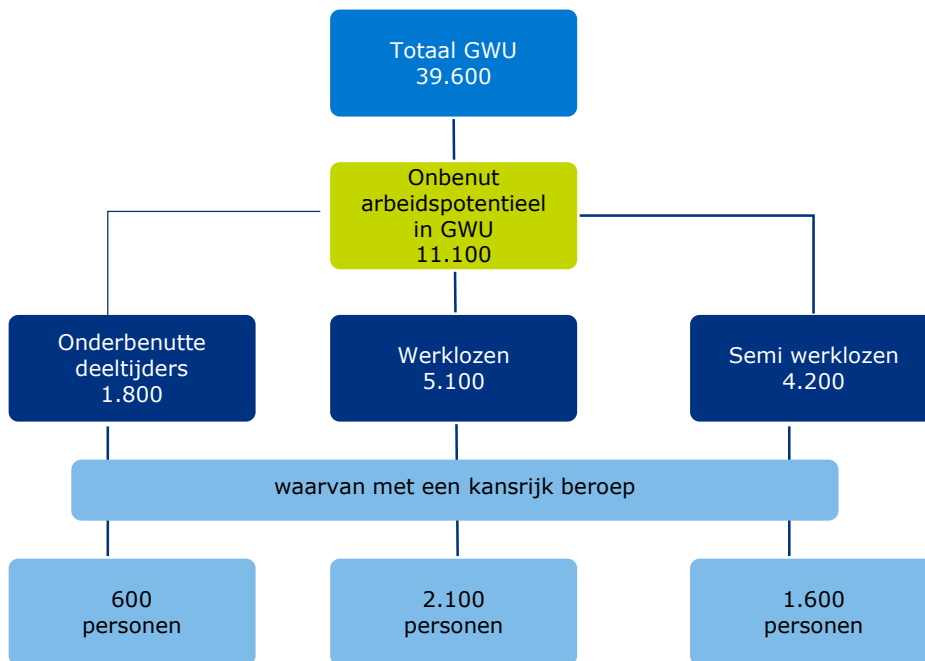 Totaal GWU
39.600
Onbenut
arbeidspotentieel
in GWU
11.100
Onderbenutte
deeltijders
1.800
Werklozen
5.100
Semi werklozen
4.200
waarvan met een kansrijk beroep
600
personen
2.100
personen
1.600
personen